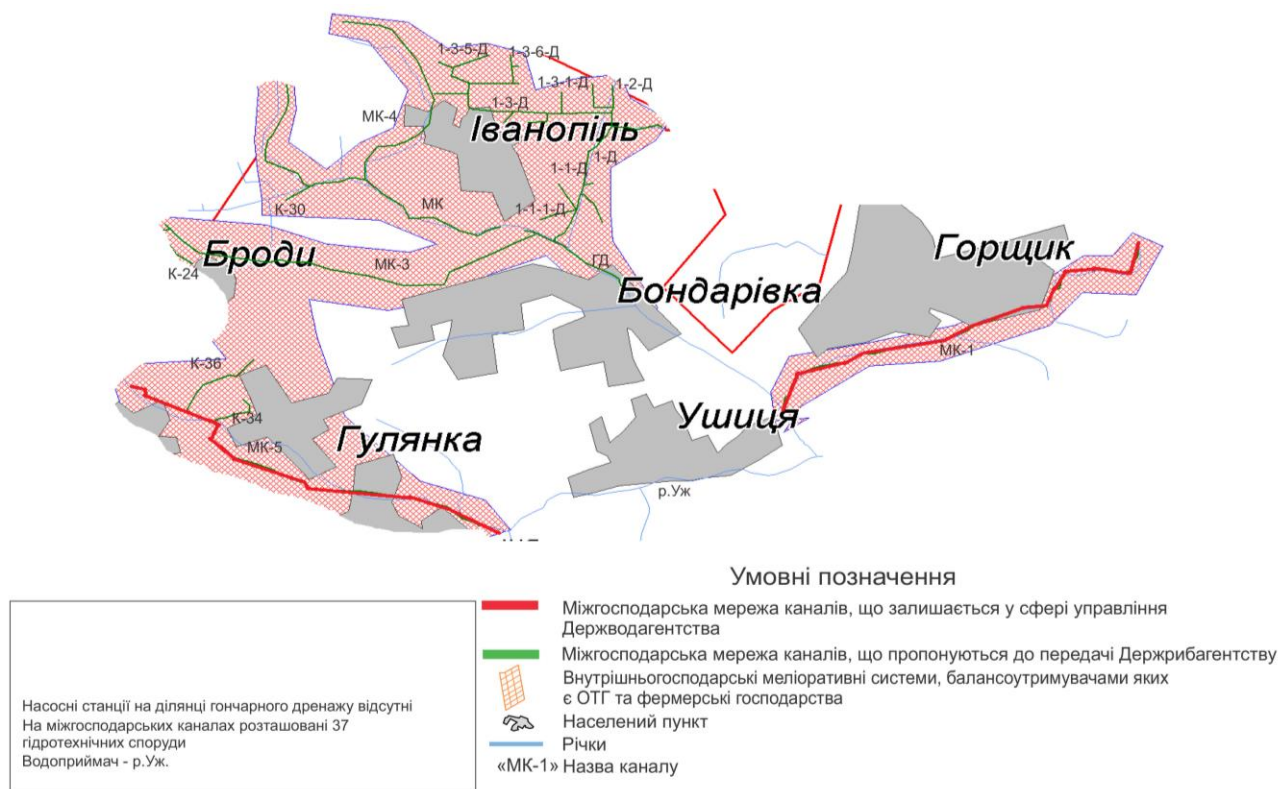 1-3-5-Д
1-3-6-Д
1-3-1-Д
1-2-Д
1-3-Д
МК-4
Іванопіль
1-Д
1-1-Д
МК
К-30
1-1-1-Д
Броди
МК-3
К-24
ГД
Бондарівка
Горщик
МК-1
К-36
К-34
МК-5
Гулянка
Ушиця
р.Уж
Умовні позначення
Міжгосподарська мережа каналів, що залишається у сфері управління
Держводагентства
Міжгосподарська мережа каналів, що пропонуються до передачі Держрибагентству
Внутрішньогосподарські меліоративні системи, балансоутримувачами яких
є ОТГ та фермерські господарства
Населений пункт
Річки
«МК-1» Назва каналу
Насосні станції на ділянці гончарного дренажу відсутні
На міжгосподарських каналах розташовані 37
гідротехнічних споруди
Водоприймач - р.Уж.